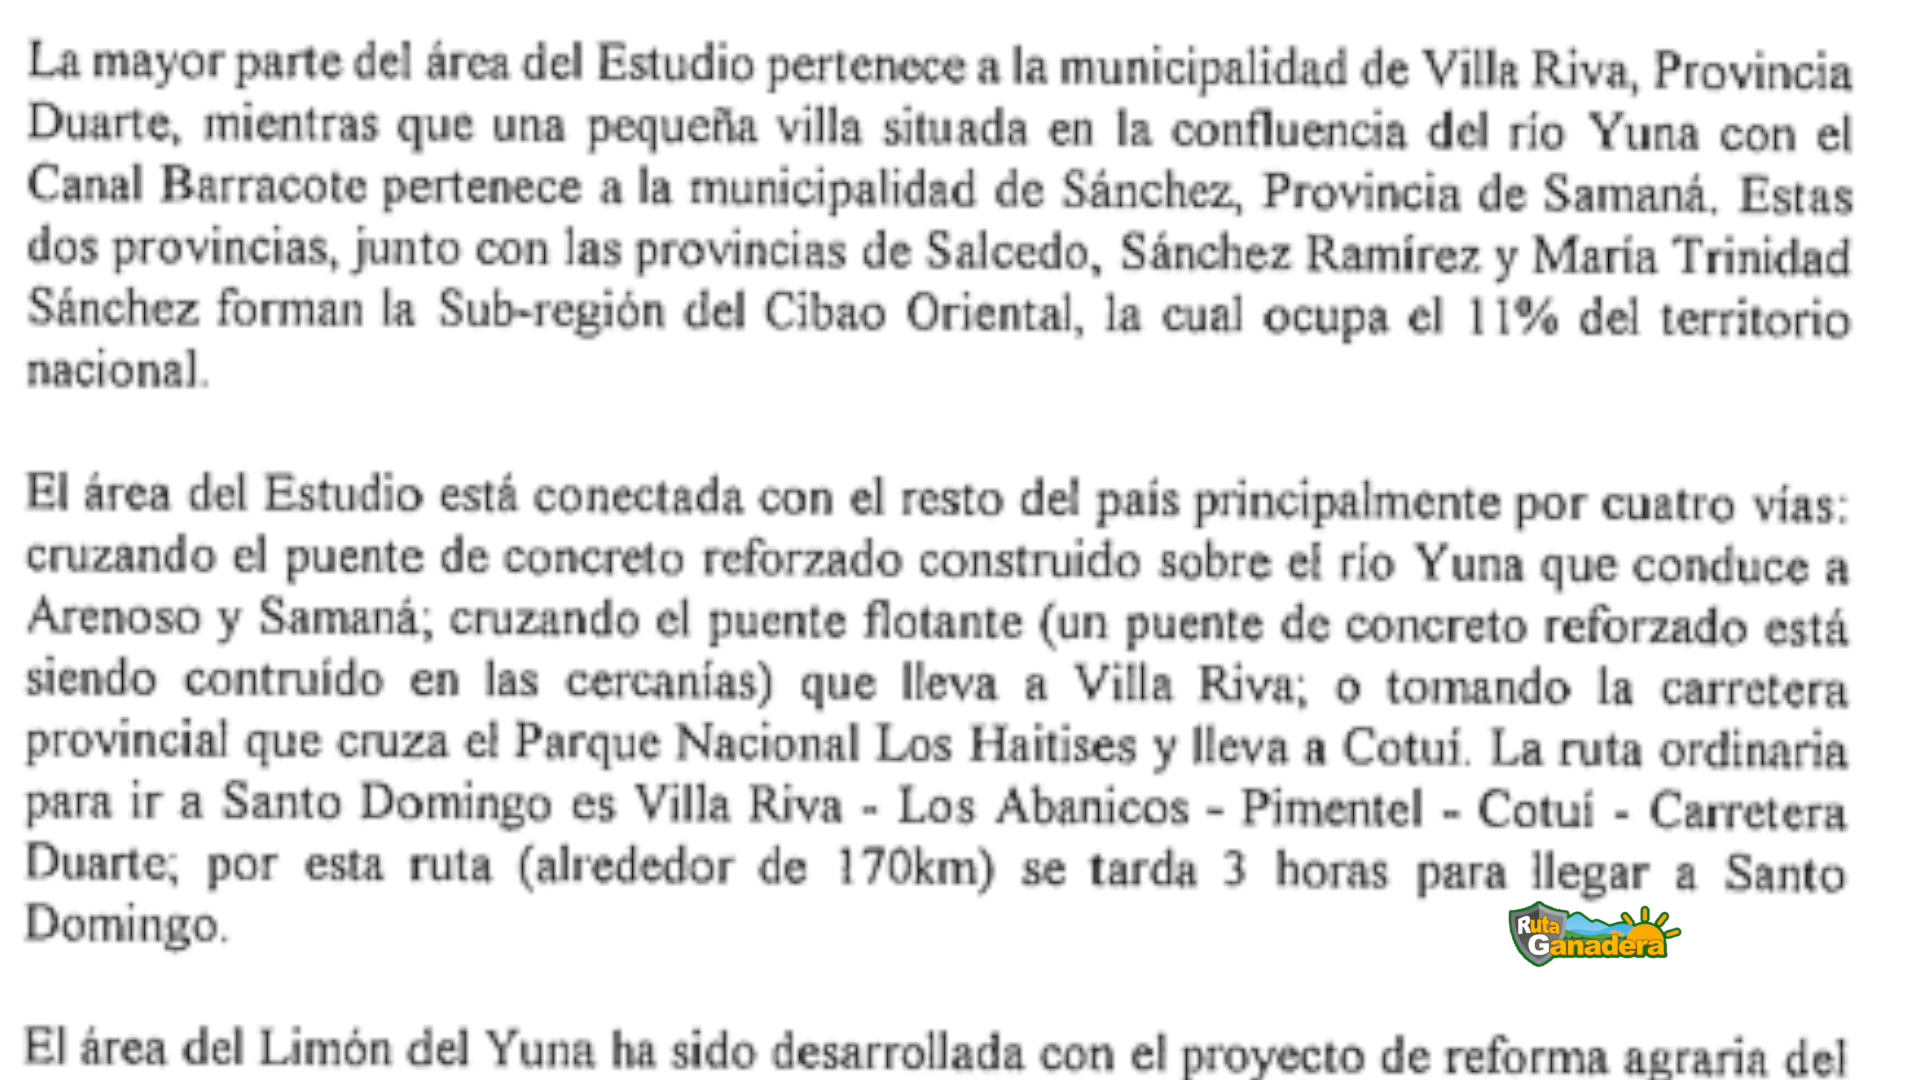 La mayor parte del área del Estudio pertenece a la municipalidad de Villa Riva, Provincia
Duarte, mientras que una pequeña villa situada en la confluencia del río Yuna con el
Canal Barracote pertenece a la municipalidad de Sánchez, Provincia de Samaná. Estas
dos provincias, junto con las provincias de Salcedo, Sánchez Ramírez y María Trinidad
Sánchez forman la Sub-región del Cibao Oriental, la cual ocupa el 11% del territorio
nacional.
El área del Estudio está conectada con el resto del país principalmente por cuatro vías:
cruzando el puente de concreto reforzado construido sobre el río Yuna que conduce a
Arenoso y Samaná; cruzando el puente flotante (un puente de concreto reforzado está
siendo contruído en las cercanías) que lleva a Villa Riva; o tomando la carretera
provincial que cruza el Parque Nacional Los Haitises y lleva a Cotuí. La ruta ordinaria
para ir a Santo Domingo es Villa Riva - Los Abanicos - Pimentel - Cotuí - Carretera
Duarte; por esta ruta (alrededor de 170km) se tarda 3 horas para llegar a Santo
Domingo.
Ruta
Ganadera
El área del Limón del Yuna ha sido desarrollada con el proyecto de reforma agraria del